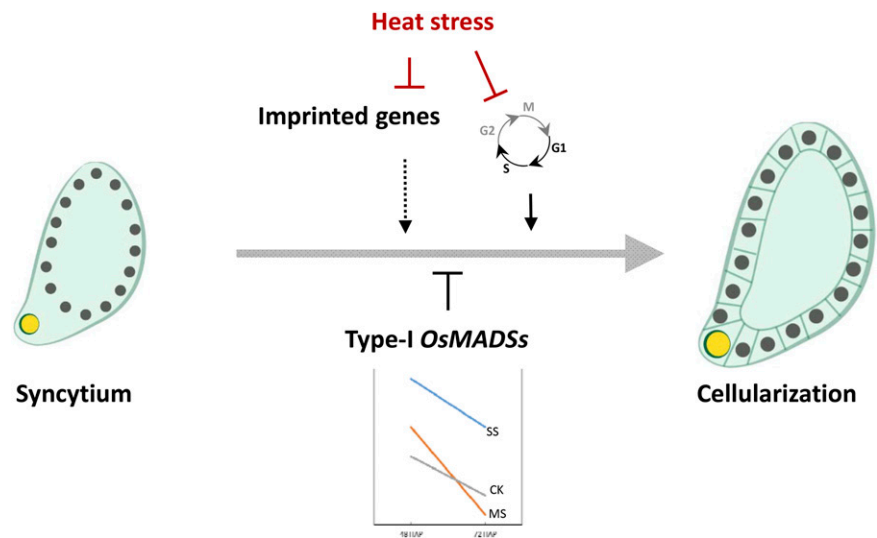 Heat stress
Imprinted genes
M
G2
G1
S
Type-I OsMADSs
Syncytium
Cellularization
SS
CK
MS